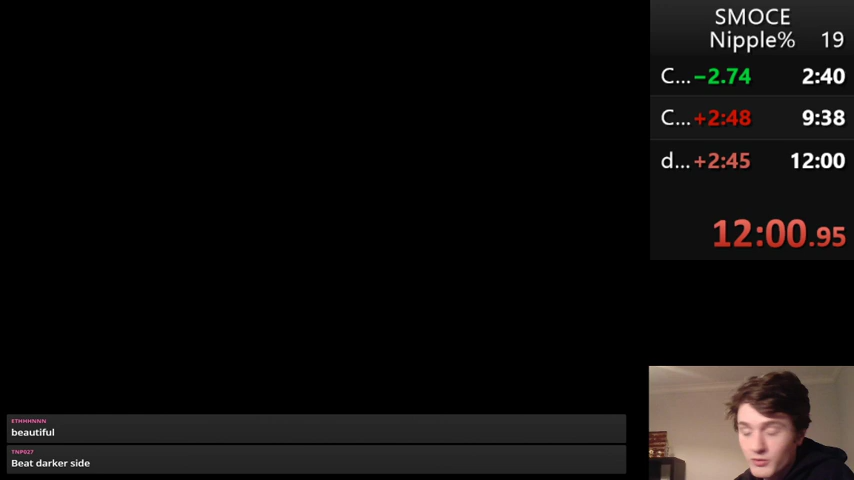 SMOCE
Nipple% 19
C... −2.74 2:40
C... +2:48 9:38
d... +2:45 12:00
12:00.95
ETHHHNNN
beautiful
TNP027
Beat darker side